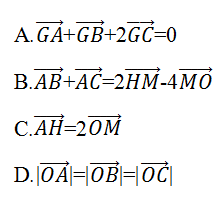 A.$\overrightarrow{GA}+\overrightarrow{GB}+2\overrightarrow{GC}=0$
B.$\overrightarrow{AB}+\overrightarrow{AC}=2\overrightarrow{HM}-4\overrightarrow{MO}$
C.$\overrightarrow{AH}=2\overrightarrow{OM}$
D.$|\overrightarrow{OA}|=|\overrightarrow{OB}|=|\overrightarrow{OC}|$